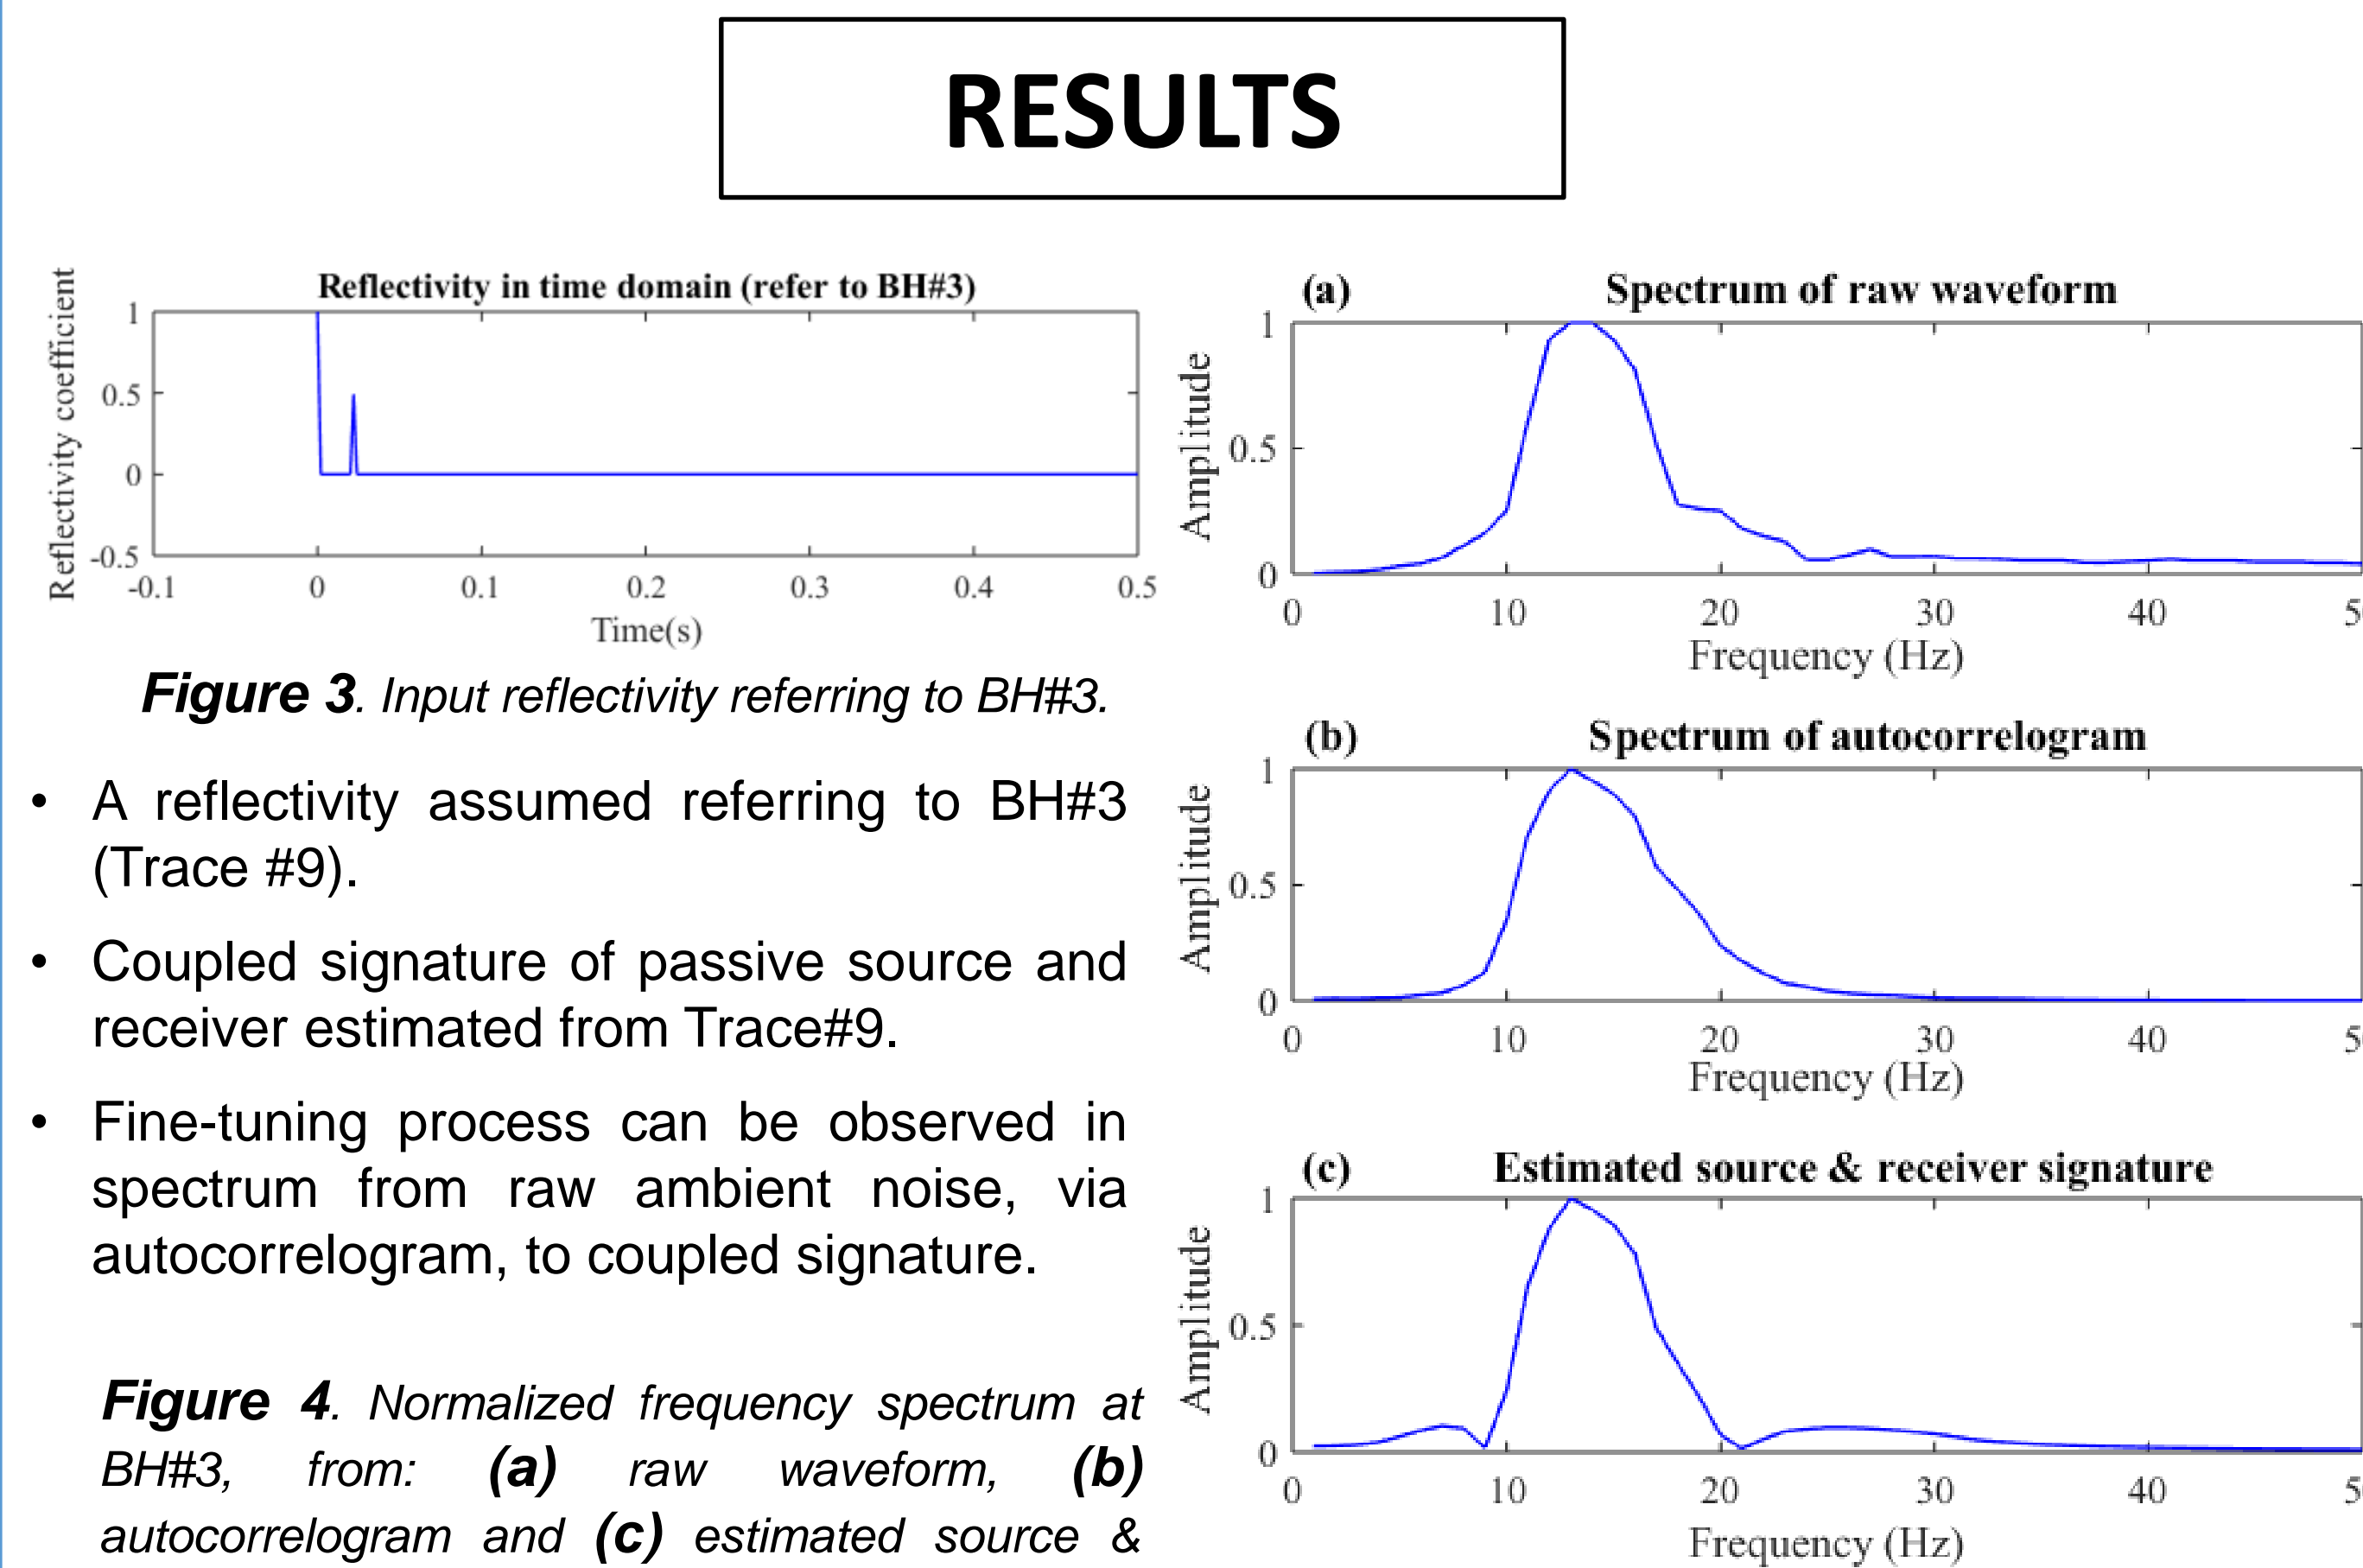 RESULTS
Reflectivity in time domain (refer to BH#3)
Reflectivity coefficient
1
0.5
0
-0.5
-0.1 0 0.1 0.2 0.3 0.4 0.5
Time(s)
Figure 3. Input reflectivity referring to BH#3.
• A reflectivity assumed referring to BH#3
(Trace #9).
• Coupled signature of passive source and
receiver estimated from Trace#9.
• Fine-tuning process can be observed in
spectrum from raw ambient noise, via
autocorrelogram, to coupled signature.
Figure 4. Normalized frequency spectrum at
BH#3, from: (a) raw waveform, (b)
autocorrelogram and (c) estimated source &
(a) Spectrum of raw waveform
Amplitude
1
0.5
0
0 10 20 30 40 5
Frequency (Hz)
(b) Spectrum of autocorrelogram
Amplitude
1
0.5
0
0 10 20 30 40 5
Frequency (Hz)
(c) Estimated source & receiver signature
Amplitude
1
0.5
0
0 10 20 30 40 5
Frequency (Hz)